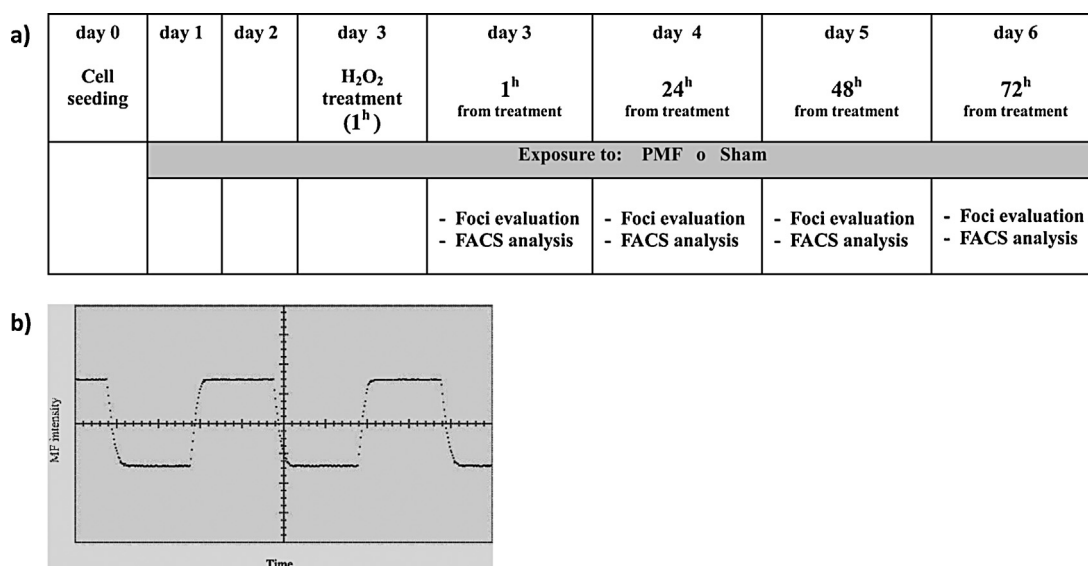 a)
day 0 day 1 day 2 day 3 day 3 day 4 day 5 day 6
Cell seeding H₂O₂ treatment (1ʰ) 1ʰ from treatment 24ʰ from treatment 48ʰ from treatment 72ʰ from treatment
Exposure to: PMF o Sham
- Foci evaluation - Foci evaluation - Foci evaluation - Foci evaluation
- FACS analysis - FACS analysis - FACS analysis - FACS analysis
b)
MF intensity
Time